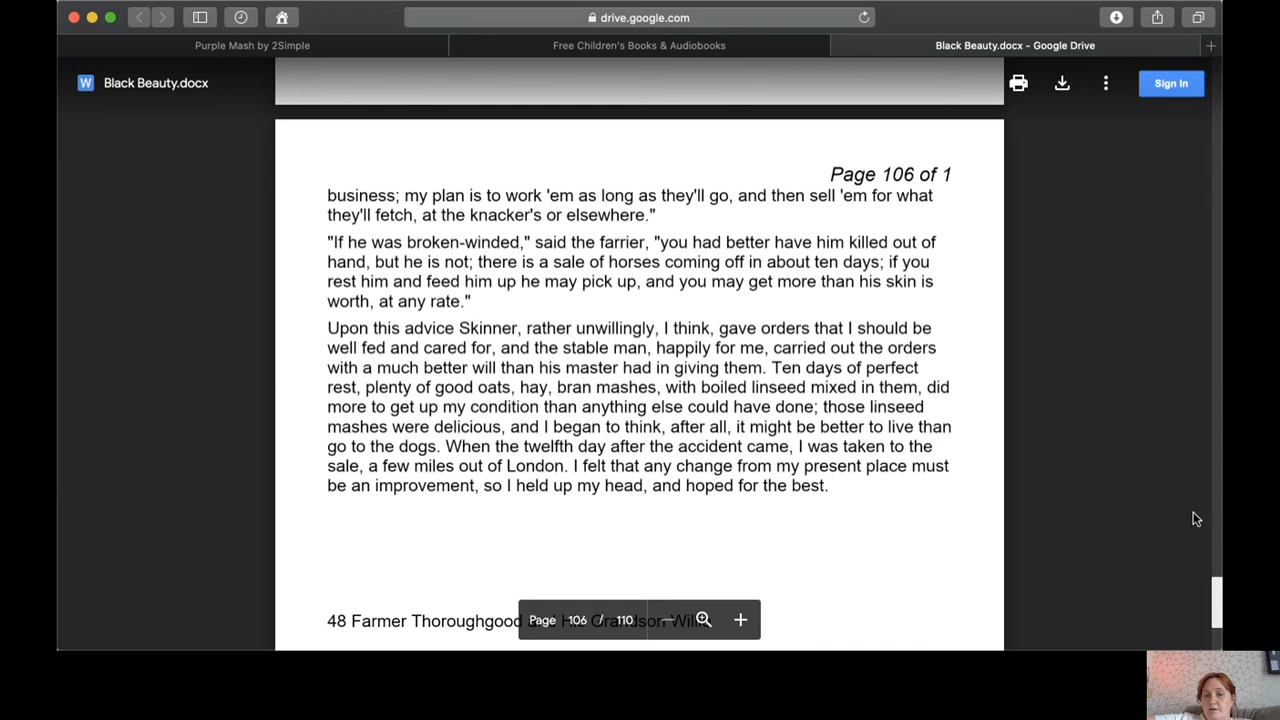 drive.google.com
Purple Mash by 2Simple
Free Children's Books & Audiobooks
Black Beauty.docx - Google Drive
W Black Beauty.docx
Sign In
Page 106 of 1
business; my plan is to work 'em as long as they'll go, and then sell 'em for what
they'll fetch, at the knacker's or elsewhere."
"If he was broken-winded," said the farrier, "you had better have him killed out of
hand, but he is not; there is a sale of horses coming off in about ten days; if you
rest him and feed him up he may pick up, and you may get more than his skin is
worth, at any rate."
Upon this advice Skinner, rather unwillingly, I think, gave orders that I should be
well fed and cared for, and the stable man, happily for me, carried out the orders
with a much better will than his master had in giving them. Ten days of perfect
rest, plenty of good oats, hay, bran mashes, with boiled linseed mixed in them, did
more to get up my condition than anything else could have done; those linseed
mashes were delicious, and I began to think, after all, it might be better to live than
go to the dogs. When the twelfth day after the accident came, I was taken to the
sale, a few miles out of London. I felt that any change from my present place must
be an improvement, so I held up my head, and hoped for the best.
48 Farmer Thoroughgood and His Grandson Willie
Page 106 / 110